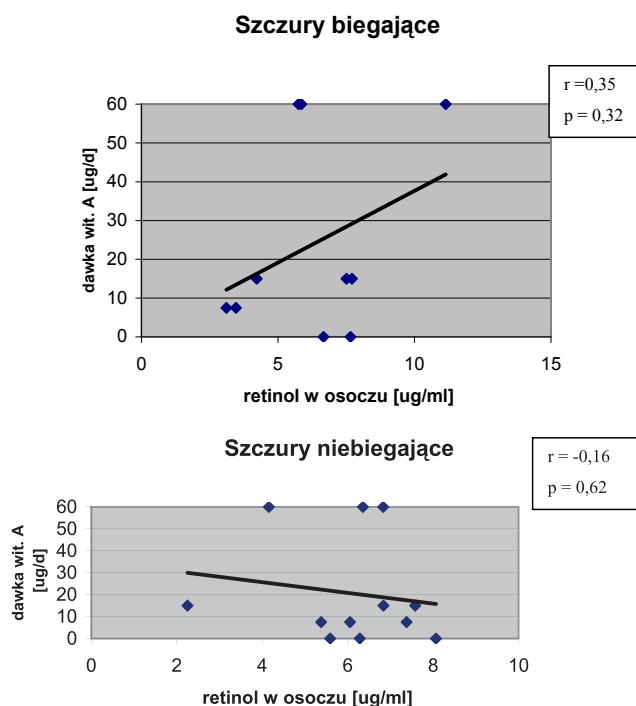 Szczury biegające
r =0,35
p = 0,32
dawka wit. A [ug/d]
60
50
40
30
20
10
0
0 5 10 15
retinol w osoczu [ug/ml]
Szczury niebiegające
r = -0,16
p = 0,62
dawka wit. A
[ug/d]
60
50
40
30
20
10
0
0 2 4 6 8 10
retinol w osoczu [ug/ml]